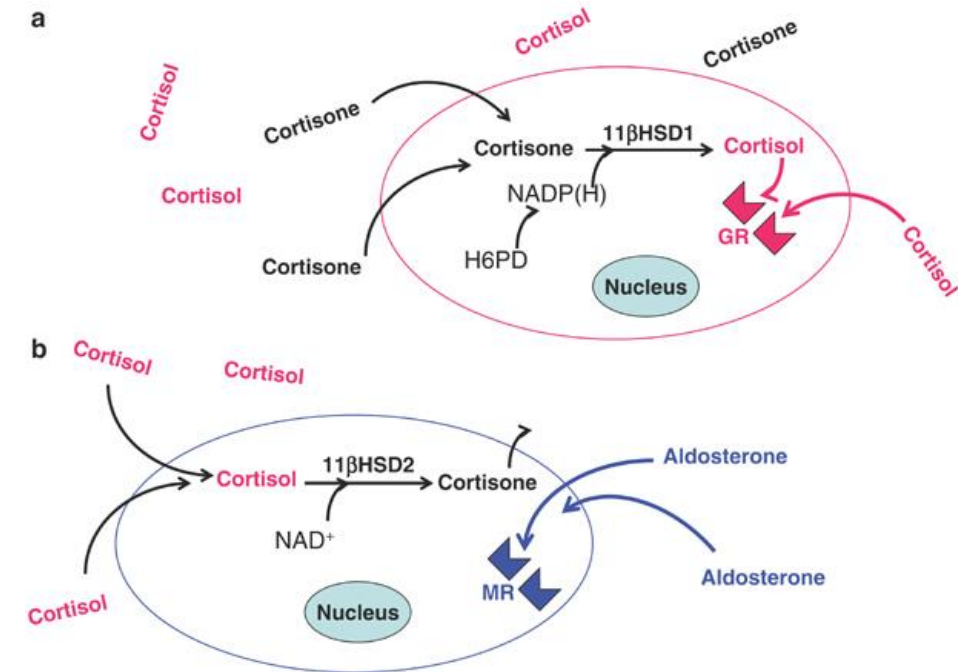 a
Cortisol
Cortisone
Cortisol
Cortisone
Cortisone
11βHSD1
Cortisol
NADP(H)
Cortisol
GR
H6PD
Cortisone
Cortisol
Nucleus
b
Cortisol
Cortisol
Aldosterone
11βHSD2
Cortisol
Cortisone
NAD⁺
Aldosterone
MR
Cortisol
Nucleus